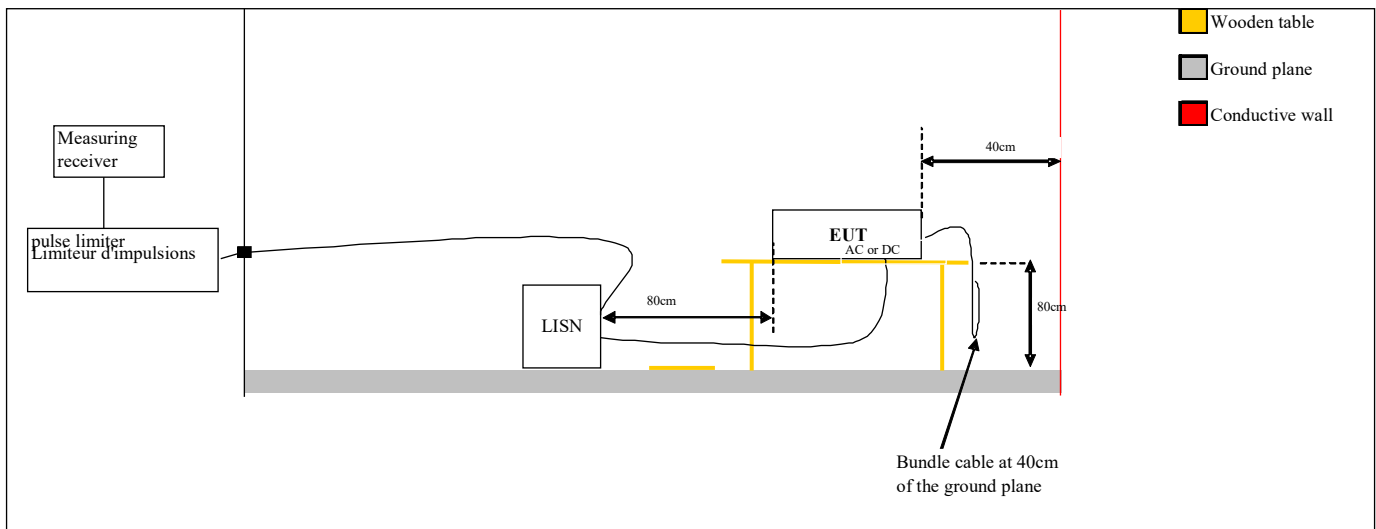 Wooden table
Ground plane
Conductive wall
Measuring
receiver
40cm
pulse limiter
Limiteur d'impulsions
EUT
AC or DC
80cm
80cm
LISN
Bundle cable at 40cm
of the ground plane